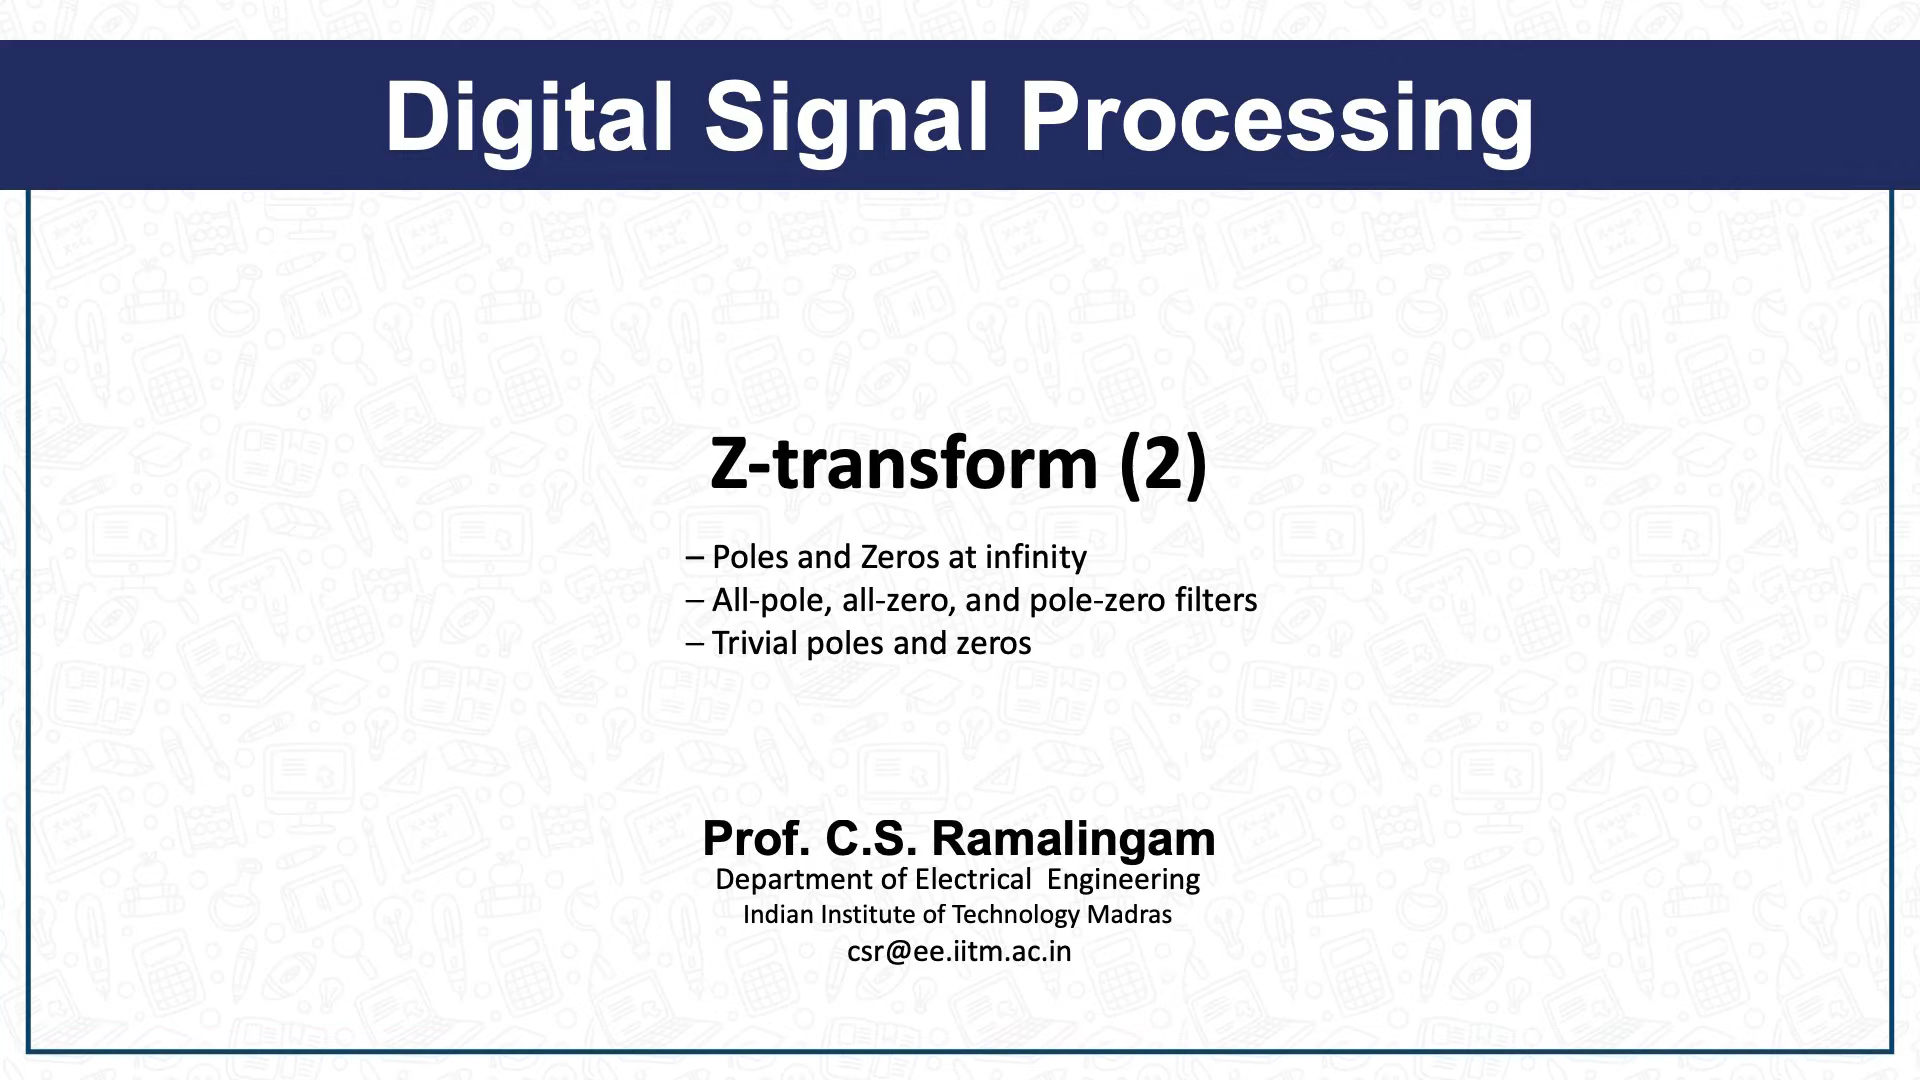 Digital Signal Processing
Z-transform (2)
– Poles and Zeros at infinity
– All-pole, all-zero, and pole-zero filters
– Trivial poles and zeros
Prof. C.S. Ramalingam
Department of Electrical  Engineering
Indian Institute of Technology Madras
csr@ee.iitm.ac.in